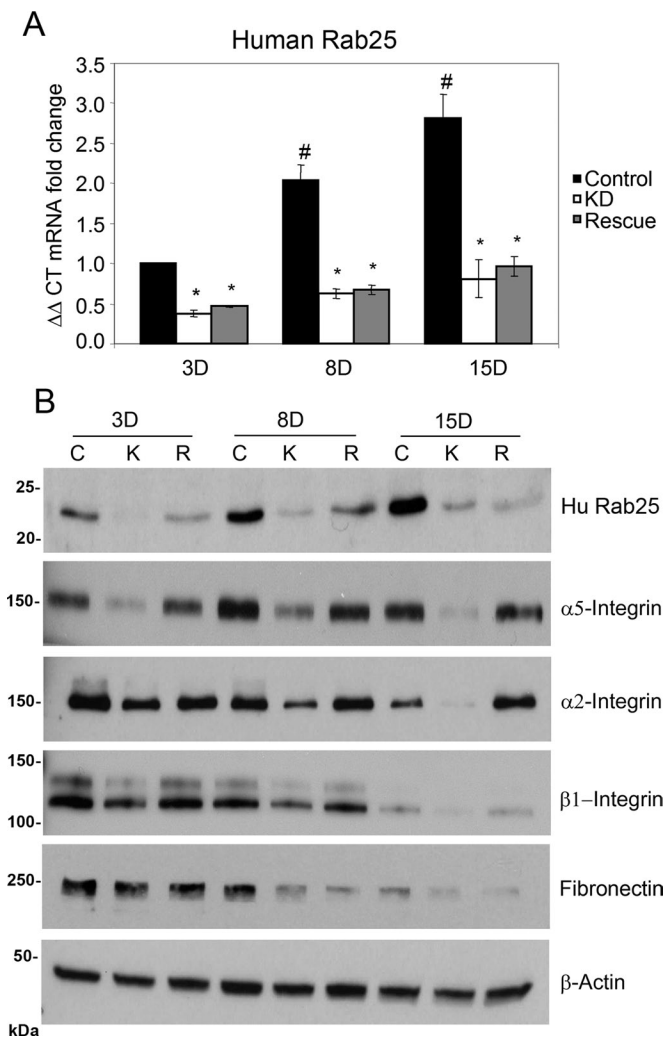 A
Human Rab25
ΔΔ CT mRNA fold change
3.5
3.0
2.5
2.0
1.5
1.0
0.5
0.0
#
#
* *
* *
* *
Control
KD
Rescue
3D 8D 15D
B
3D 8D 15D
C K R C K R C K R
25-
20-
Hu Rab25
150-
α5-Integrin
150-
α2-Integrin
150-
100-
β1–Integrin
250-
Fibronectin
50-
β-Actin
kDa